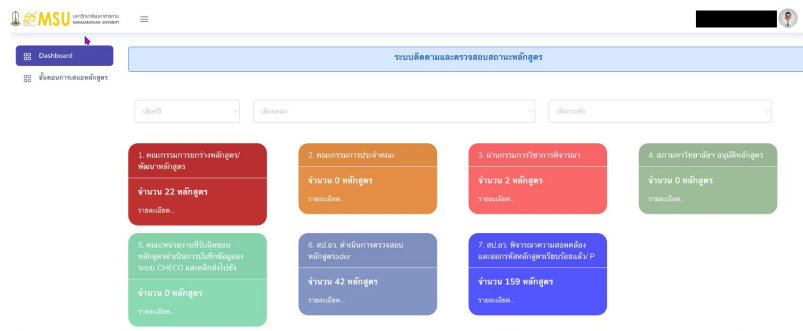 MSU มหาวิทยาลัยมหาสารคาม
MAHASARAKHAM UNIVERSITY
Dashboard
ขั้นตอนการเสนอหลักสูตร
ระบบติดตามและตรวจสอบสถานะหลักสูตร
เลือกปี
เลือกคณะ
เลือกระดับ
1. คณะกรรมการยกร่างหลักสูตร/
พัฒนาหลักสูตร
จำนวน 22 หลักสูตร
รายละเอียด...
2. คณะกรรมการประจำคณะ
จำนวน 0 หลักสูตร
รายละเอียด...
3. ผ่านกรรมการวิชาการพิจารณา
จำนวน 2 หลักสูตร
รายละเอียด...
4. สภามหาวิทยาลัยฯ อนุมัติหลักสูตร
จำนวน 0 หลักสูตร
รายละเอียด...
5. คณะ/หน่วยงานที่รับผิดชอบ
หลักสูตรดำเนินการบันทึกข้อมูลลง
ระบบ CHECO และคลิกส่งไปยัง
จำนวน 0 หลักสูตร
รายละเอียด...
6. สป.อว. ดำเนินการตรวจสอบ
หลักสูตรader
จำนวน 42 หลักสูตร
รายละเอียด...
7. สป.อว. พิจารณาความสอดคล้อง
และออกรหัสหลักสูตรเรียบร้อยแล้ว/ P
จำนวน 159 หลักสูตร
รายละเอียด...